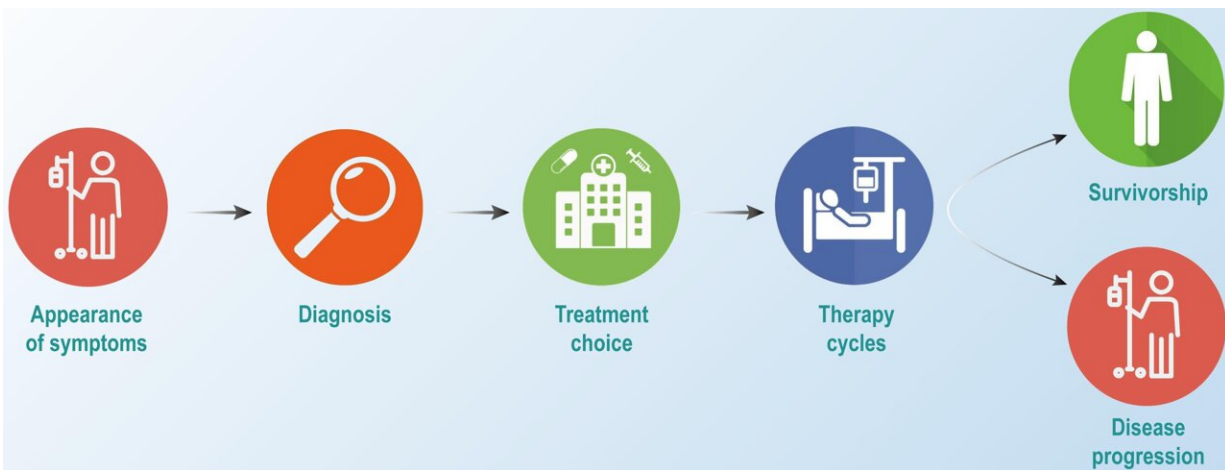 Appearance
of symptoms
Diagnosis
Treatment
choice
Therapy
cycles
Survivorship
Disease
progression